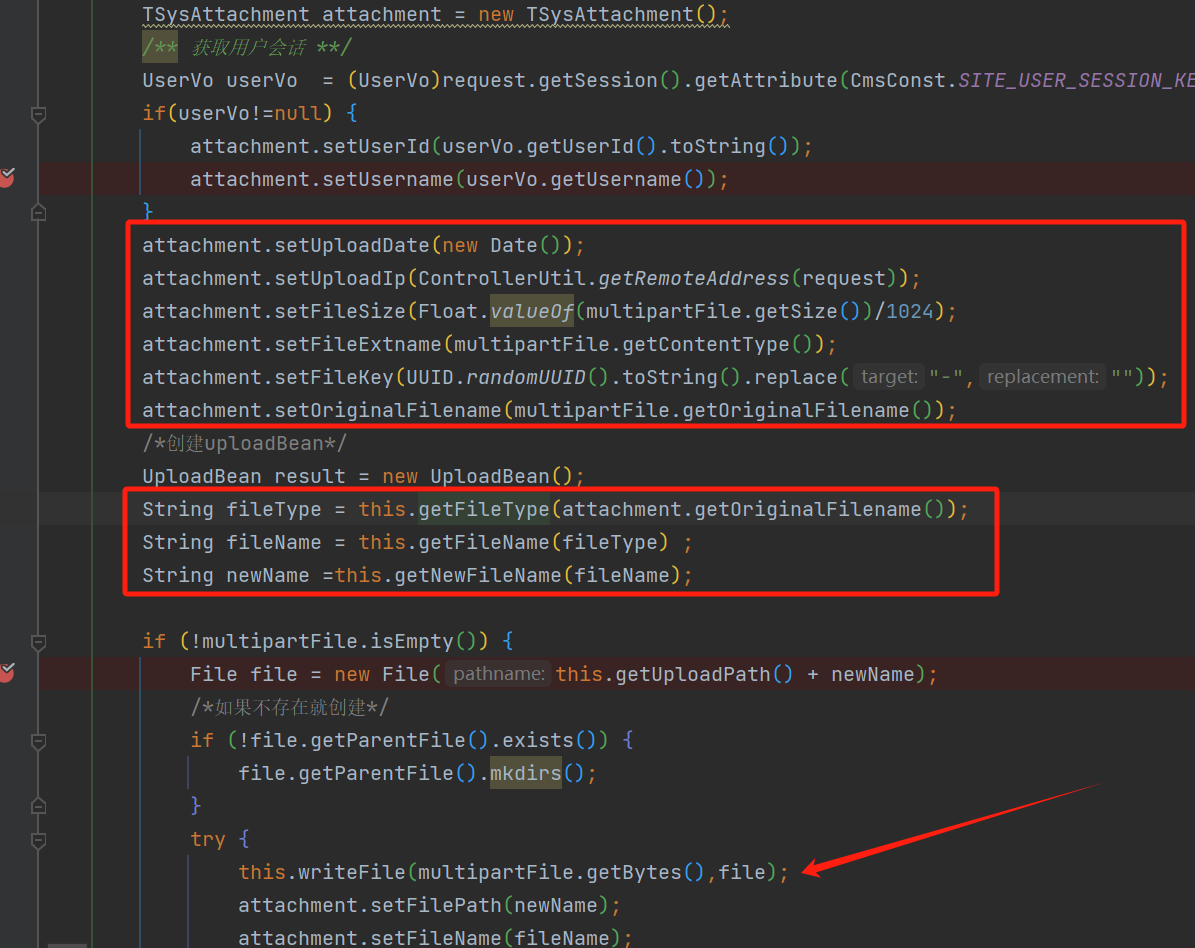 TSysAttachment attachment = new TSysAttachment();
/** 获取用户会话 **/
UserVo userVo  = (UserVo)request.getSession().getAttribute(CmsConst.SITE_USER_SESSION_KE
if(userVo!=null) {
attachment.setUserId(userVo.getUserId().toString());
attachment.setUsername(userVo.getUsername());
}
attachment.setUploadDate(new Date());
attachment.setUploadIp(ControllerUtil.getRemoteAddress(request));
attachment.setFileSize(Float.valueOf(multipartFile.getSize())/1024);
attachment.setFileExtname(multipartFile.getContentType());
attachment.setFileKey(UUID.randomUUID().toString().replace( target: "-", replacement: ""));
attachment.setOriginalFilename(multipartFile.getOriginalFilename());
/*创建uploadBean*/
UploadBean result = new UploadBean();
String fileType = this.getFileType(attachment.getOriginalFilename());
String fileName = this.getFileName(fileType) ;
String newName =this.getNewFileName(fileName);
if (!multipartFile.isEmpty()) {
File file = new File( pathname: this.getUploadPath() + newName);
/*如果不存在就创建*/
if (!file.getParentFile().exists()) {
file.getParentFile().mkdirs();
}
try {
this.writeFile(multipartFile.getBytes(),file);
attachment.setFilePath(newName);
attachment.setFileName(fileName);